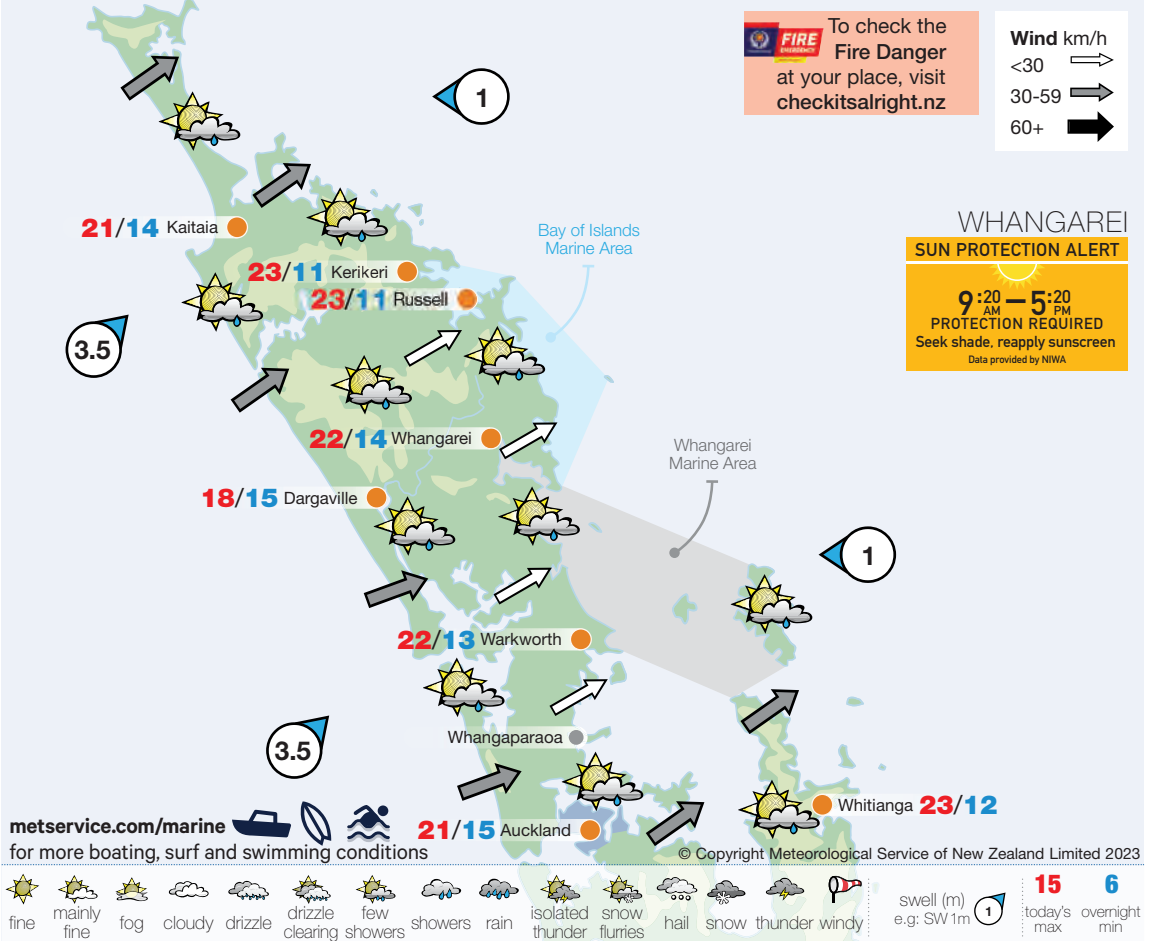 To check the
FIRE
EMERGENCY
Fire Danger
at your place, visit
checkitsalright.nz
Wind km/h
<30
30-59
60+
1
WHANGAREI
SUN PROTECTION ALERT
9:20 AM — 5:20 PM
PROTECTION REQUIRED
Seek shade, reapply sunscreen
Data provided by NIWA
21/14 Kaitaia
Bay of Islands
Marine Area
23/11 Kerikeri
23/11 Russell
3.5
22/14 Whangarei
Whangarei
Marine Area
18/15 Dargaville
1
22/13 Warkworth
3.5
Whangaparaoa
Whitianga 23/12
21/15 Auckland
metservice.com/marine
for more boating, surf and swimming conditions
© Copyright Meteorological Service of New Zealand Limited 2023
fine
mainly
fine
fog
cloudy
drizzle
drizzle
clearing
few
showers
showers
rain
isolated
thunder
snow
flurries
hail
snow
thunder
windy
swell (m)
e.g: SW 1m
1
15
today's
max
6
overnight
min